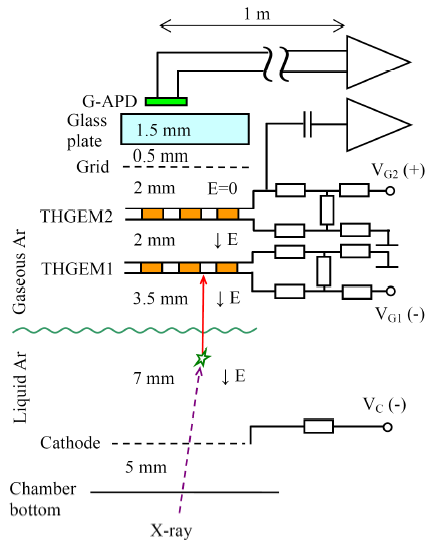 1 m
G-APD
Glass
plate
1.5 mm
0.5 mm
Grid
2 mm
E=0
V_G2 (+)
THGEM2
2 mm
↓ E
THGEM1
3.5 mm
↓ E
V_G1 (-)
Gaseous Ar
Liquid Ar
7 mm
↓ E
V_C (-)
Cathode
5 mm
Chamber
bottom
X-ray